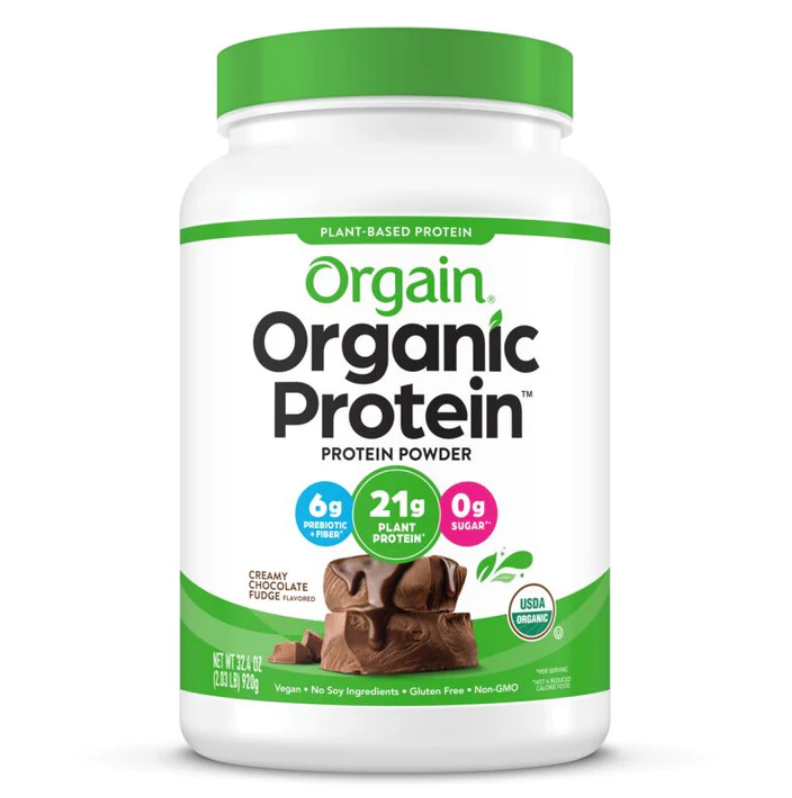 PLANT-BASED PROTEIN
Orgain®
Organic
Protein™
PROTEIN POWDER
6g
PREBIOTIC
+ FIBER*
21g
PLANT
PROTEIN*
0g
SUGAR*^
CREAMY
CHOCOLATE
FUDGE FLAVORED
USDA
ORGANIC
NET WT 32.4 OZ
(2.03 LB) 920g
Vegan • No Soy Ingredients • Gluten Free • Non-GMO
*PER SERVING
^NOT A REDUCED
CALORIE FOOD